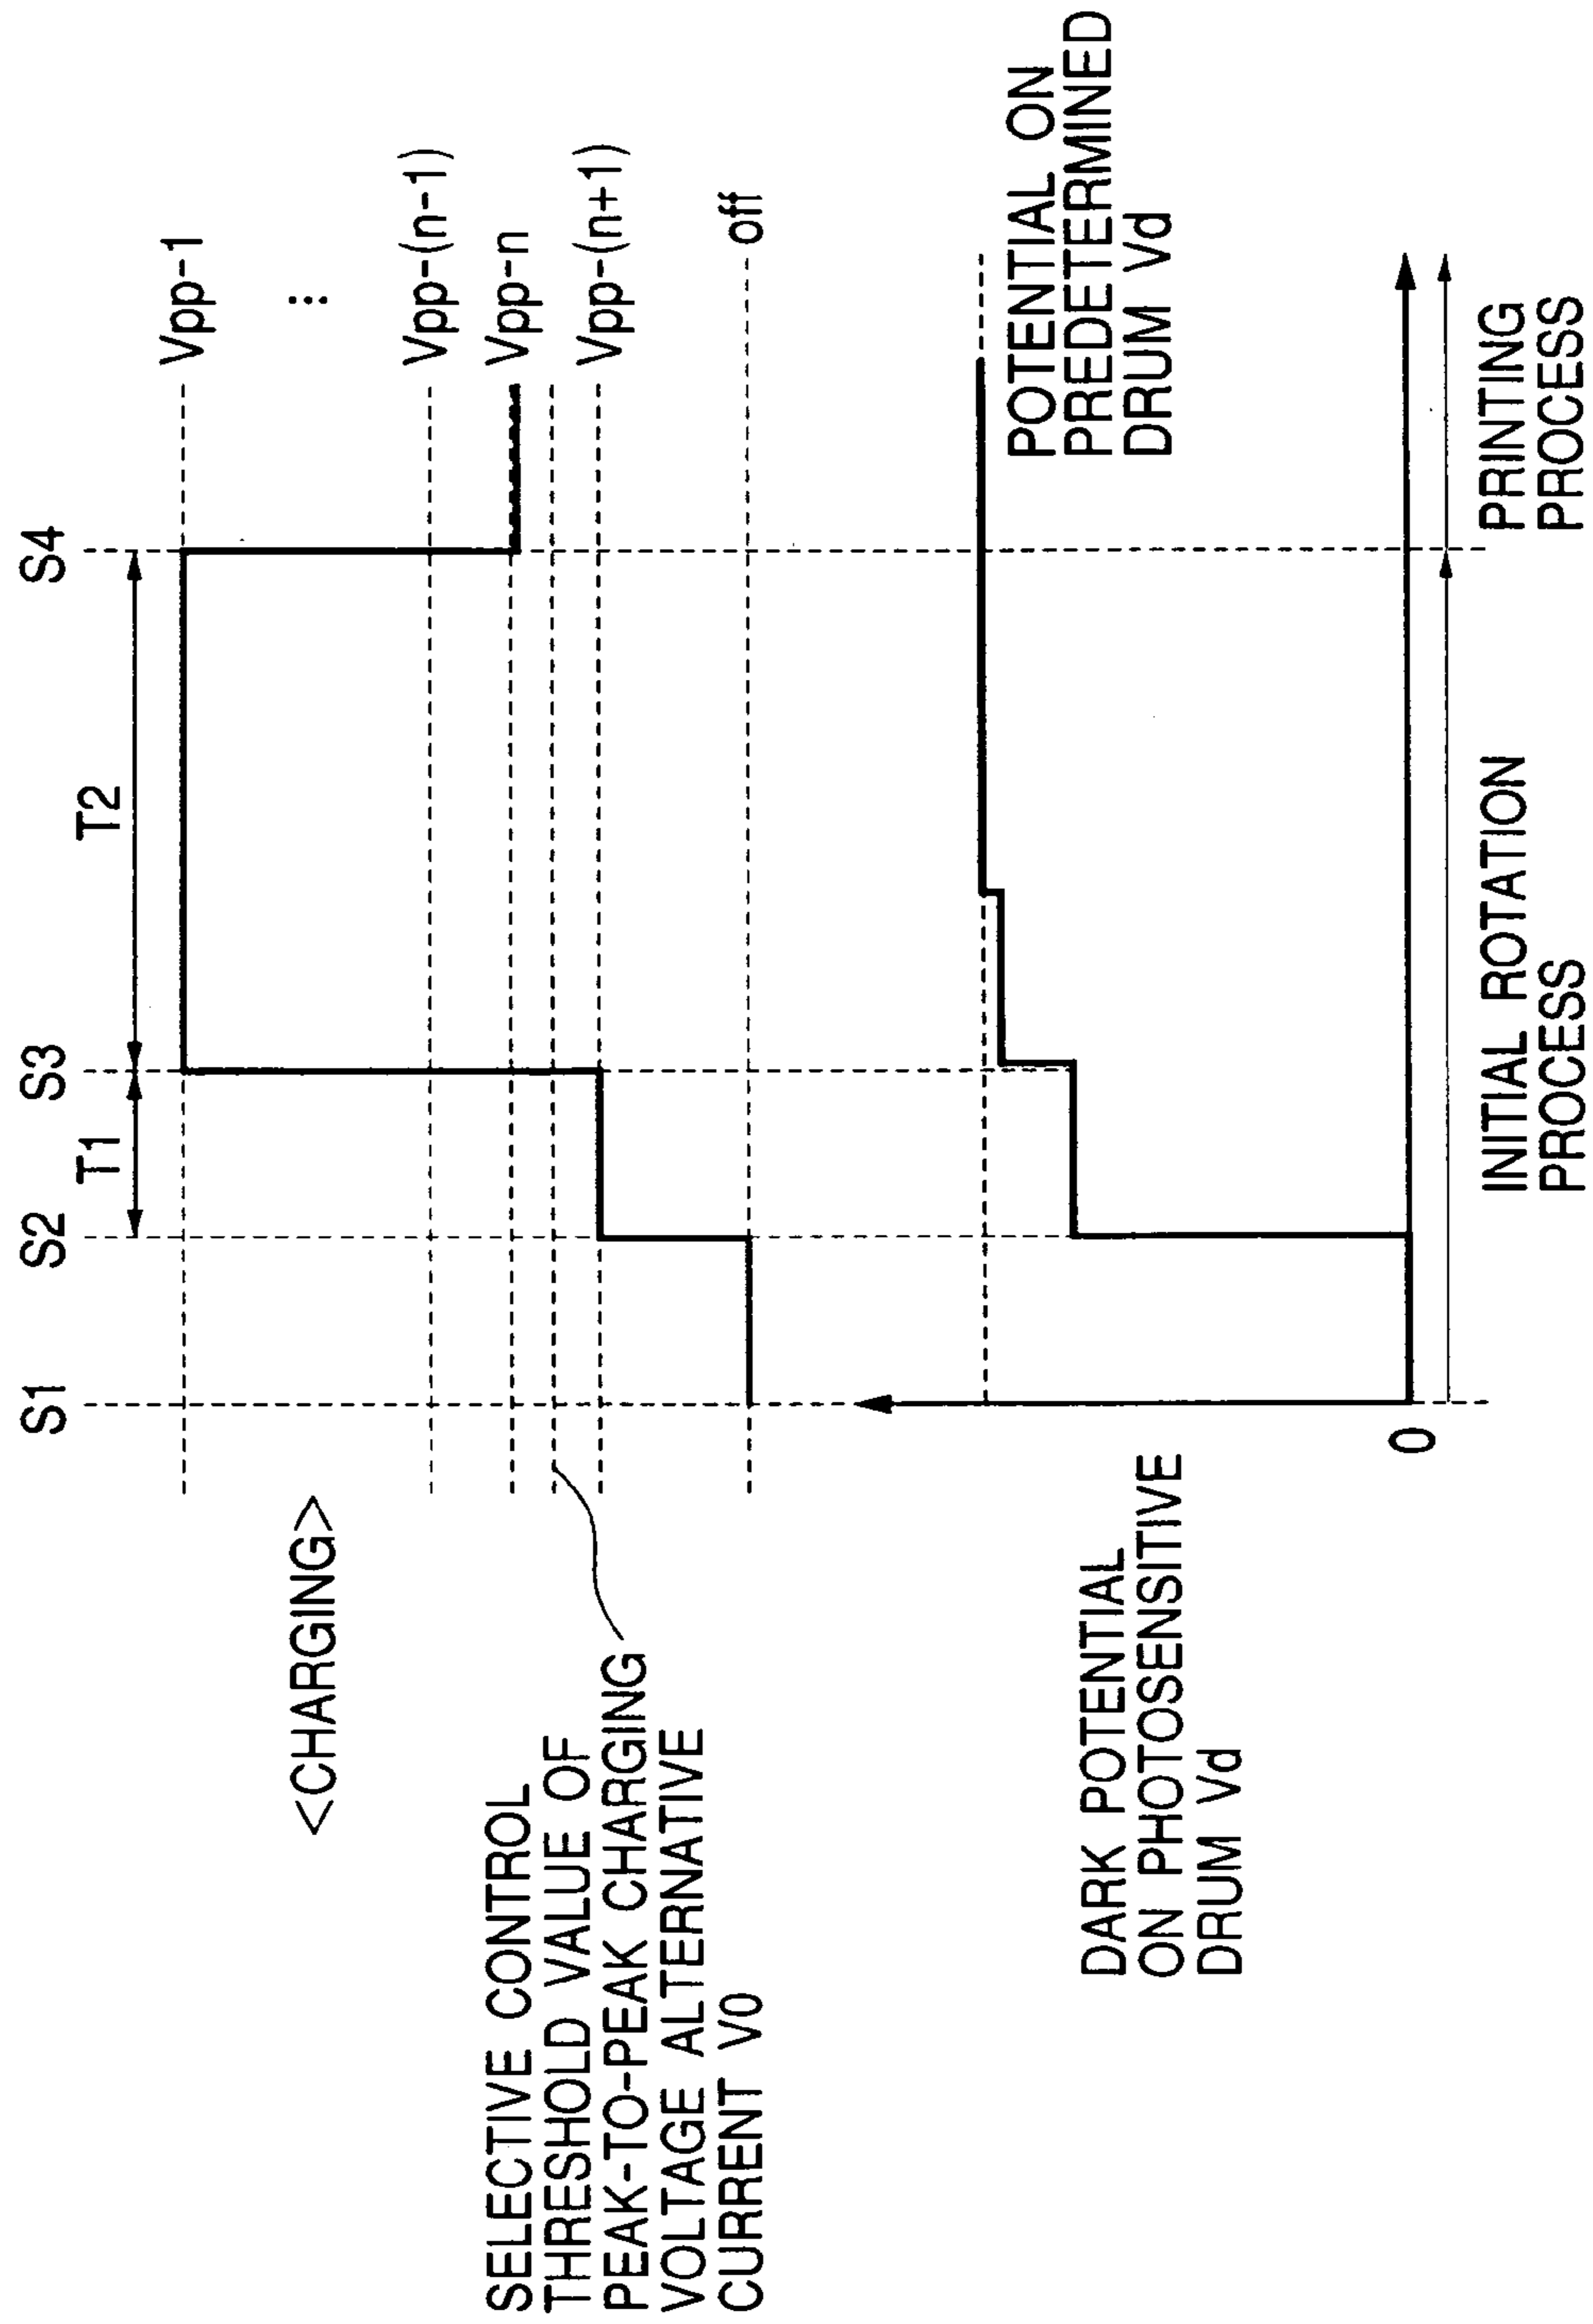 S1
S2
S3
S4
T1
T2
<CHARGING>
Vpp-1
⋮
Vpp-(n-1)
Vpp-n
Vpp-(n+1)
off
SELECTIVE CONTROL
THRESHOLD VALUE OF
PEAK-TO-PEAK CHARGING
VOLTAGE ALTERNATIVE
CURRENT V0
POTENTIAL ON
PREDETERMINED
DRUM Vd
DARK POTENTIAL
ON PHOTOSENSITIVE
DRUM Vd
0
INITIAL ROTATION
PROCESS
PRINTING
PROCESS